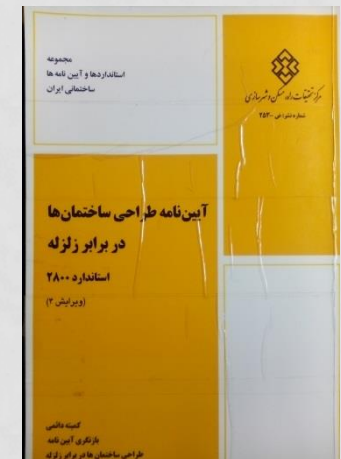 مجموعه
استانداردها و آیین نامه ها
ساختمانی ایران
مرکز تحقیقات راه، مسکن و شهرسازی
شماره نشر: ض-۲۵۳
آیین‌نامه طراحی ساختمان‌ها
در برابر زلزله
استاندارد ۲۸۰۰
(ویرایش ۴)
کمیته دائمی
بازنگری آیین نامه
طراحی ساختمان ها در برابر زلزله